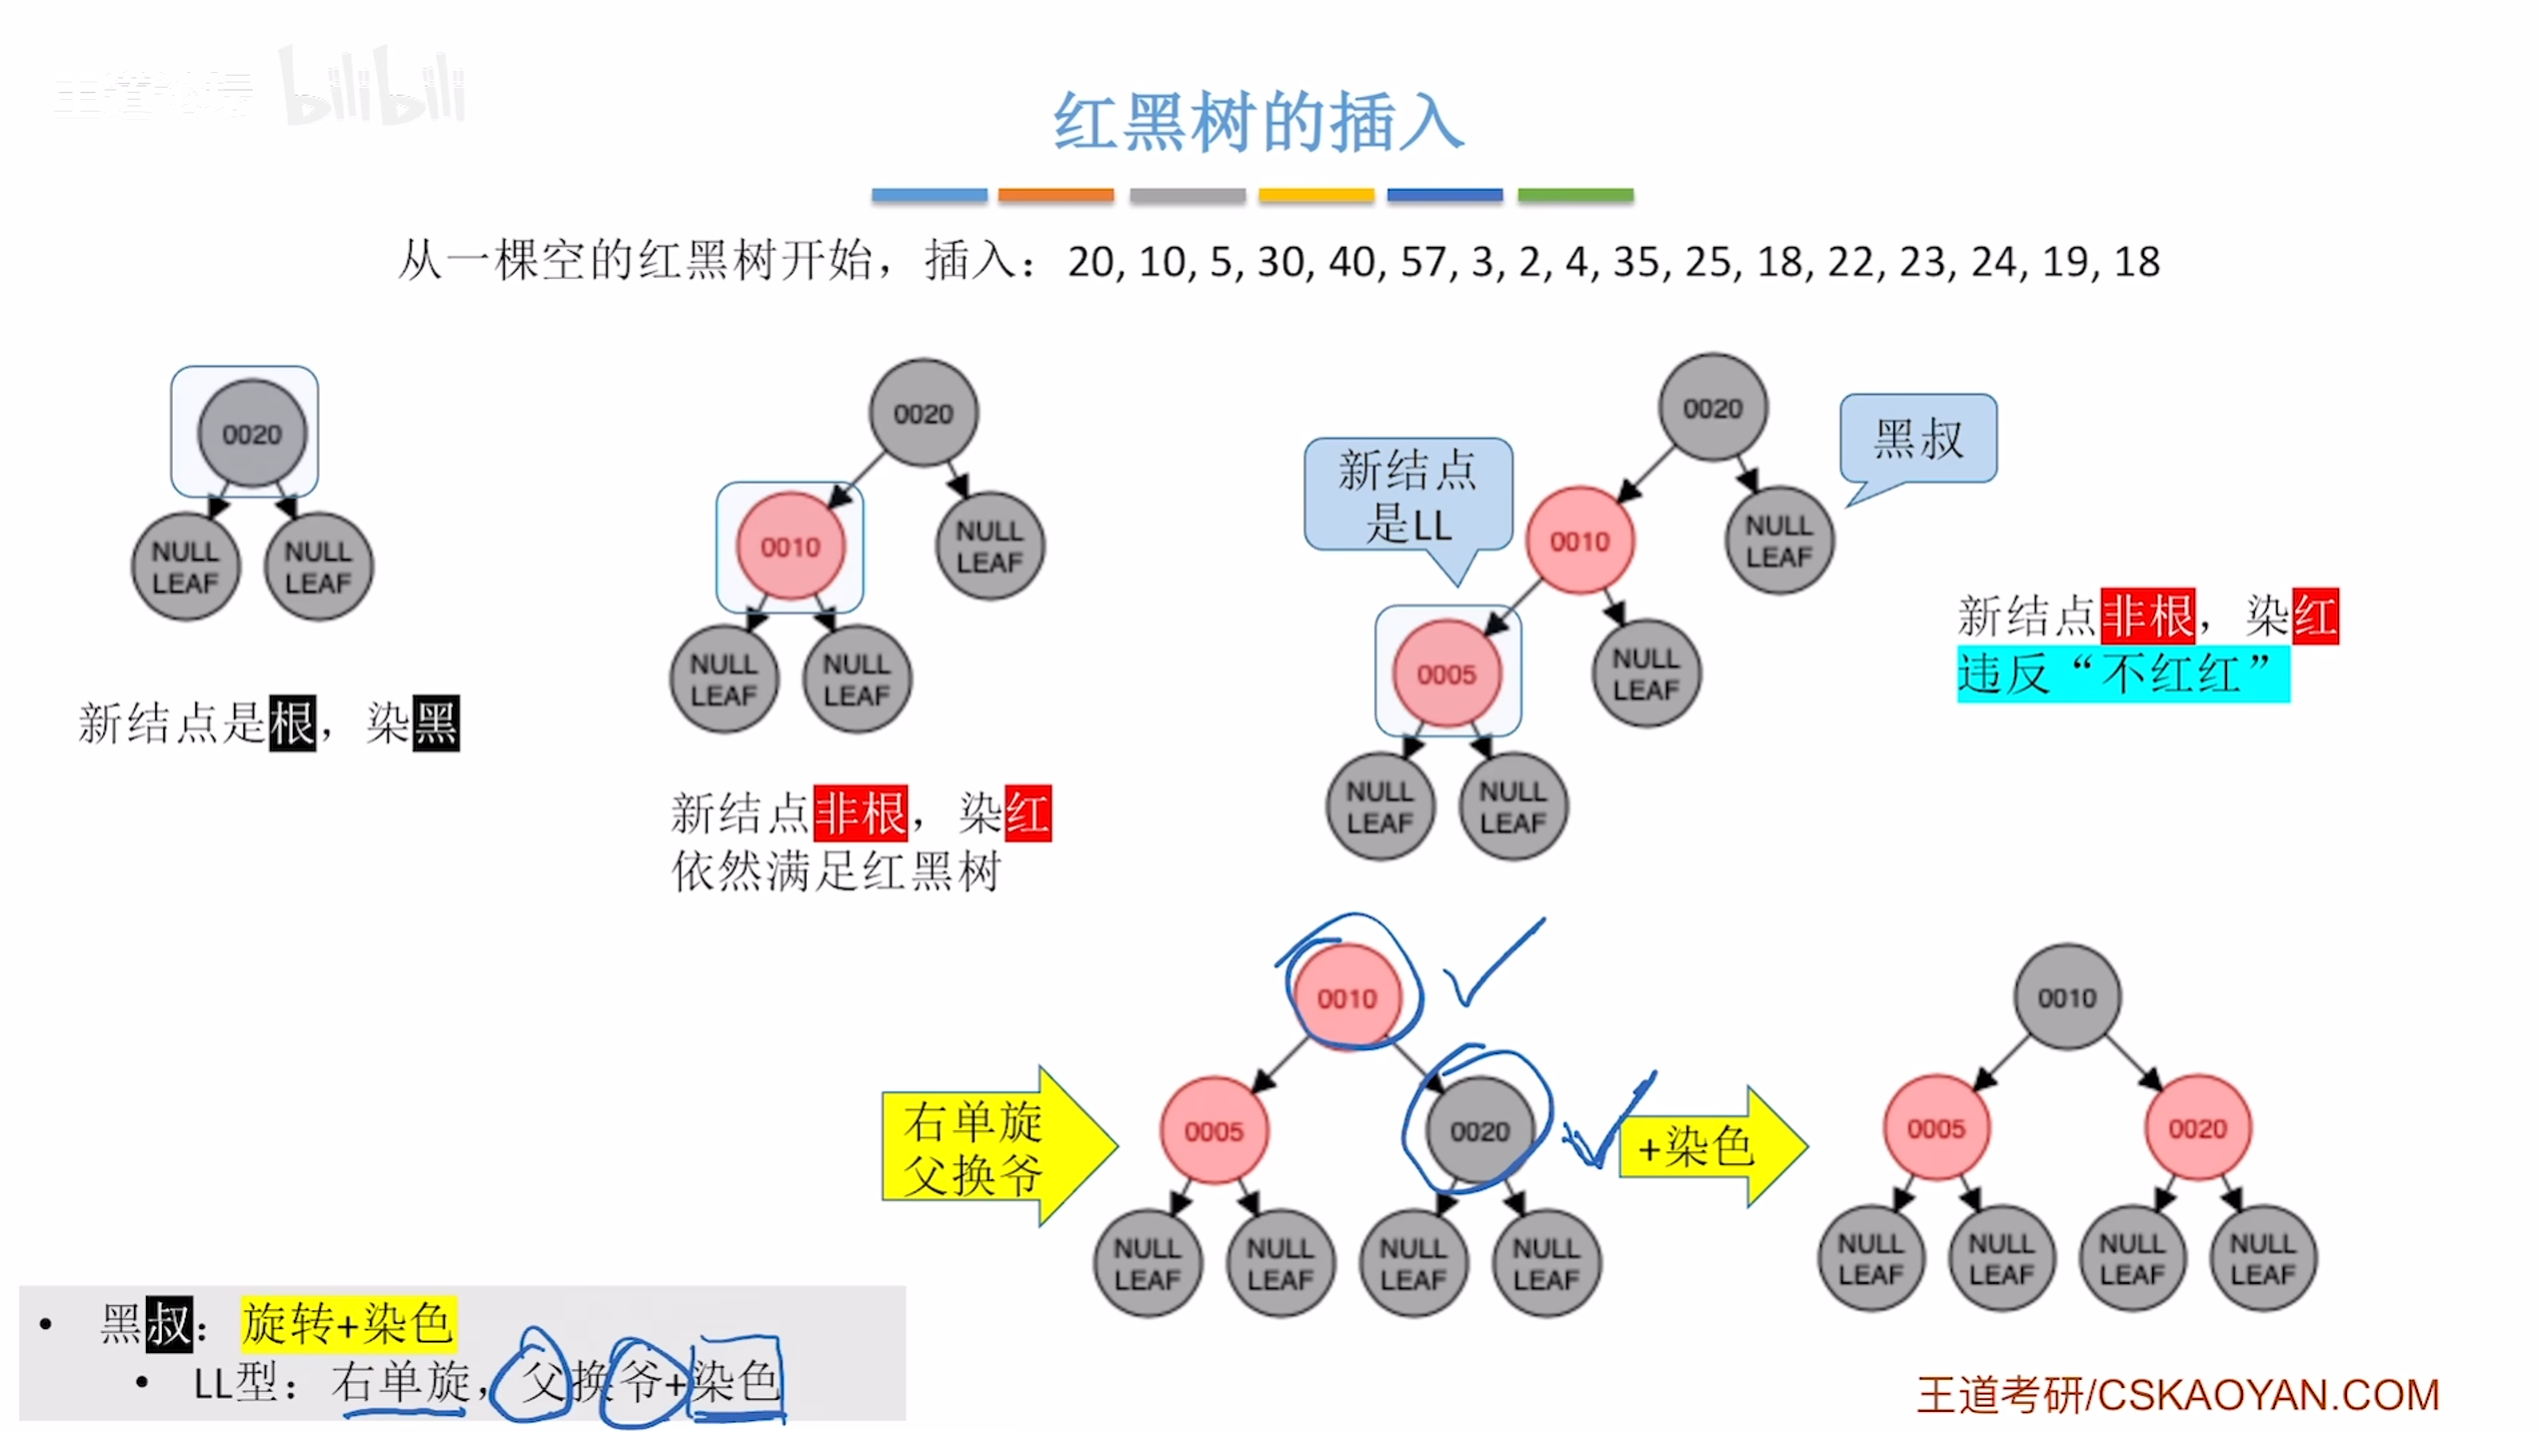 bilibili
红黑树的插入
从一棵空的红黑树开始，插入：20, 10, 5, 30, 40, 57, 3, 2, 4, 35, 25, 18, 22, 23, 24, 19, 18
0020
NULL
LEAF
NULL
LEAF
新结点是根，染黑
0020
0010
NULL
LEAF
NULL
LEAF
NULL
LEAF
新结点非根，染红
依然满足红黑树
0020
黑叔
新结点
是LL
0010
NULL
LEAF
0005
NULL
LEAF
NULL
LEAF
NULL
LEAF
新结点非根，染红
违反“不红红”
右单旋
父换爷
0010
0005
0020
NULL
LEAF
NULL
LEAF
NULL
LEAF
NULL
LEAF
+染色
0010
0005
0020
NULL
LEAF
NULL
LEAF
NULL
LEAF
NULL
LEAF
• 黑叔：旋转+染色
• LL型：右单旋，父换爷+染色
王道考研/CSKAOYAN.COM